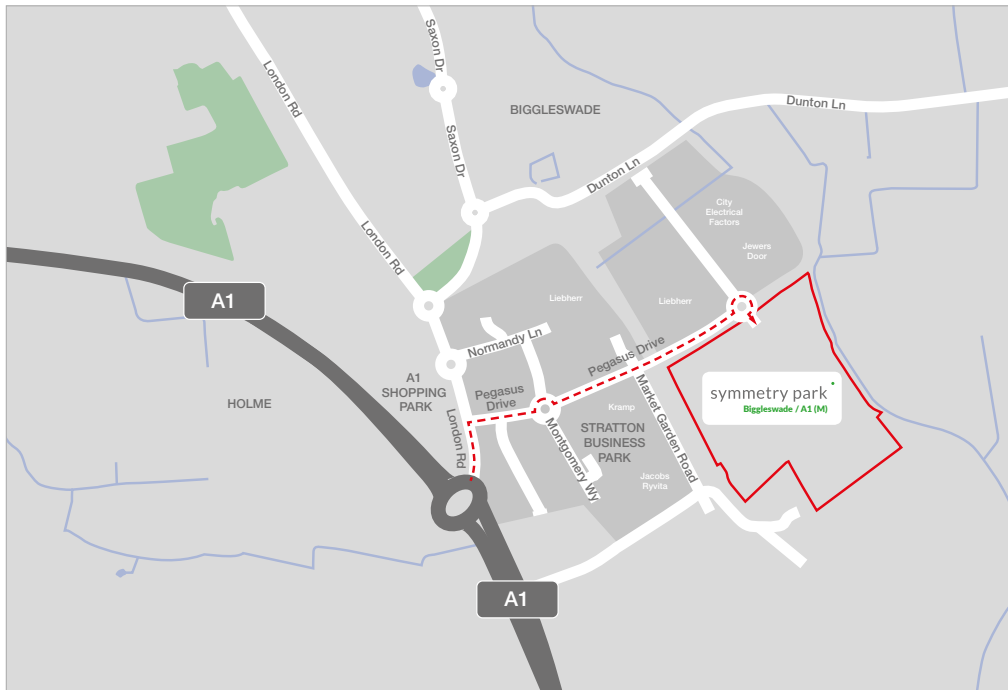 Saxon Dr
London Rd
BIGGLESWADE
Dunton Ln
Saxon Dr
Dunton Ln
City
Electrical
Factors
London Rd
Jewers
Door
A1
Liebherr
Liebherr
Normandy Ln
Pegasus Drive
A1
SHOPPING
PARK
Pegasus
Drive
Market Garden Road
symmetry park
Biggleswade / A1 (M)
HOLME
London Rd
Kramp
STRATTON
BUSINESS
PARK
Montgomery Wy
Jacobs
Ryvita
A1